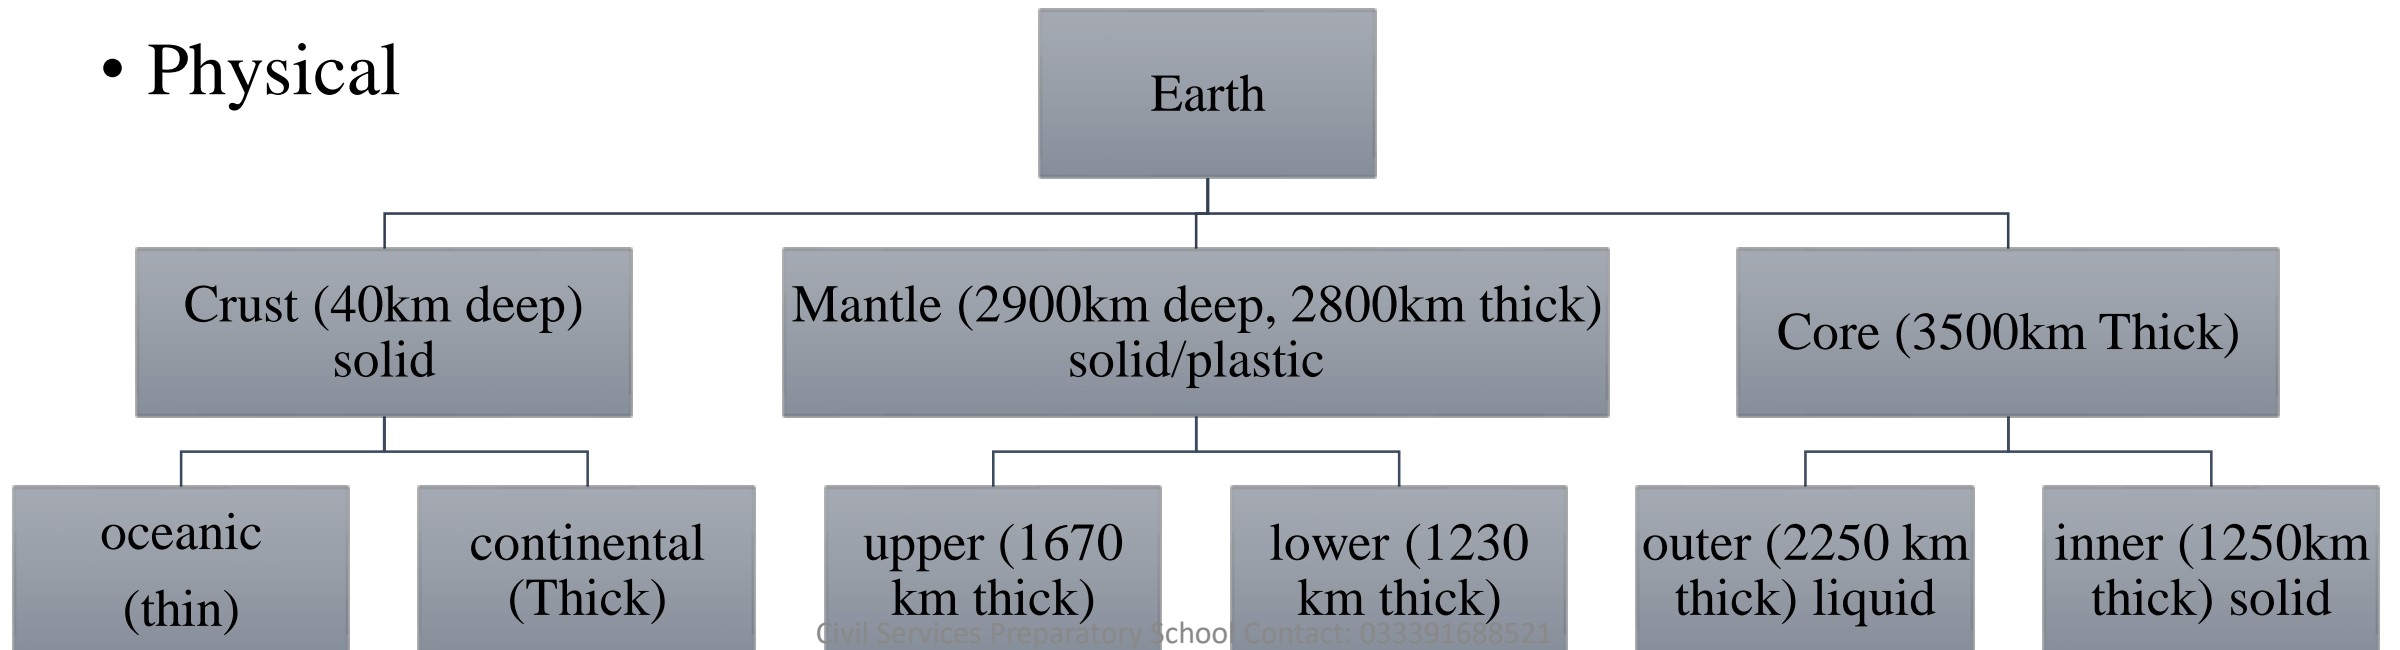 • Physical
Earth
Crust (40km deep)
solid
Mantle (2900km deep, 2800km thick)
solid/plastic
Core (3500km Thick)
oceanic
(thin)
continental
(Thick)
upper (1670
km thick)
lower (1230
km thick)
outer (2250 km
thick) liquid
inner (1250km
thick) solid
Civil Services Preparatory School Contact: 033391688521